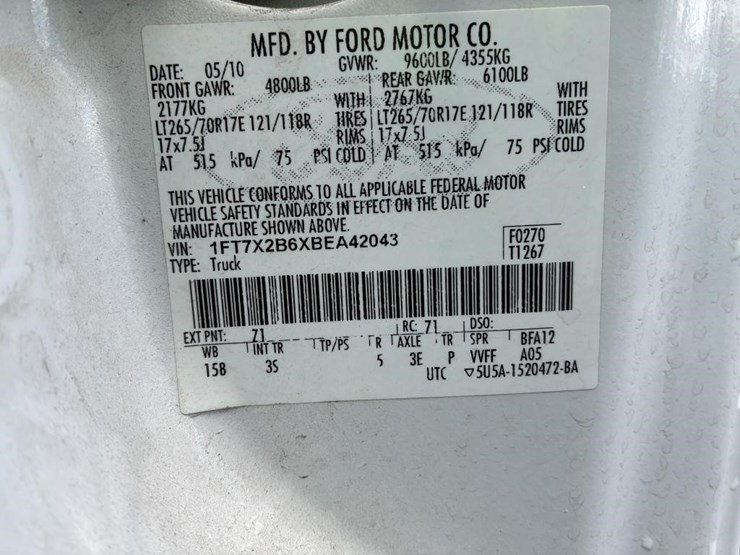 MFD. BY FORD MOTOR CO.
DATE: 05/10 GVWR: 9600LB/ 4355KG
FRONT GAWR: 4800LB REAR GAWR: 6100LB
2177KG WITH 2767KG WITH
LT265/70R17E 121/118R TIRES LT265/70R17E 121/118R TIRES
17x7.5J RIMS 17x7.5J RIMS
AT 515 kPa/ 75 PSI COLD AT 515 kPa/ 75 PSI COLD
THIS VEHICLE CONFORMS TO ALL APPLICABLE FEDERAL MOTOR
VEHICLE SAFETY STANDARDS IN EFFECT ON THE DATE OF
MANUFACTURE SHOWN ABOVE.
VIN: 1FT7X2B6XBEA42043 F0270
TYPE: Truck T1267
EXT PNT: Z1 RC: 71 DSO:
WB INT TR TP/PS R AXLE TR SPR BFA12
158 3S 5 3E P VVFF A05
UTC ▽5U5A-1520472-BA